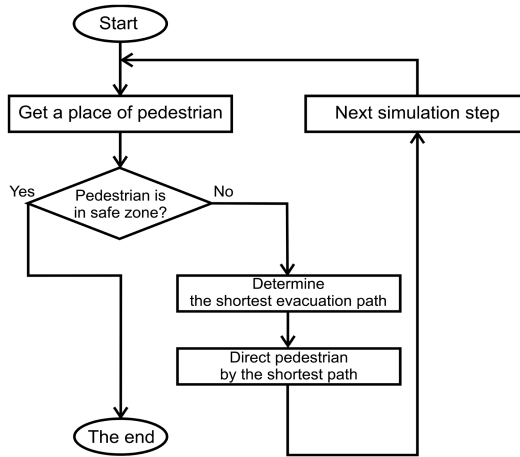 Start
Get a place of pedestrian
Next simulation step
Yes
Pedestrian is
in safe zone?
No
Determine
the shortest evacuation path
Direct pedestrian
by the shortest path
The end